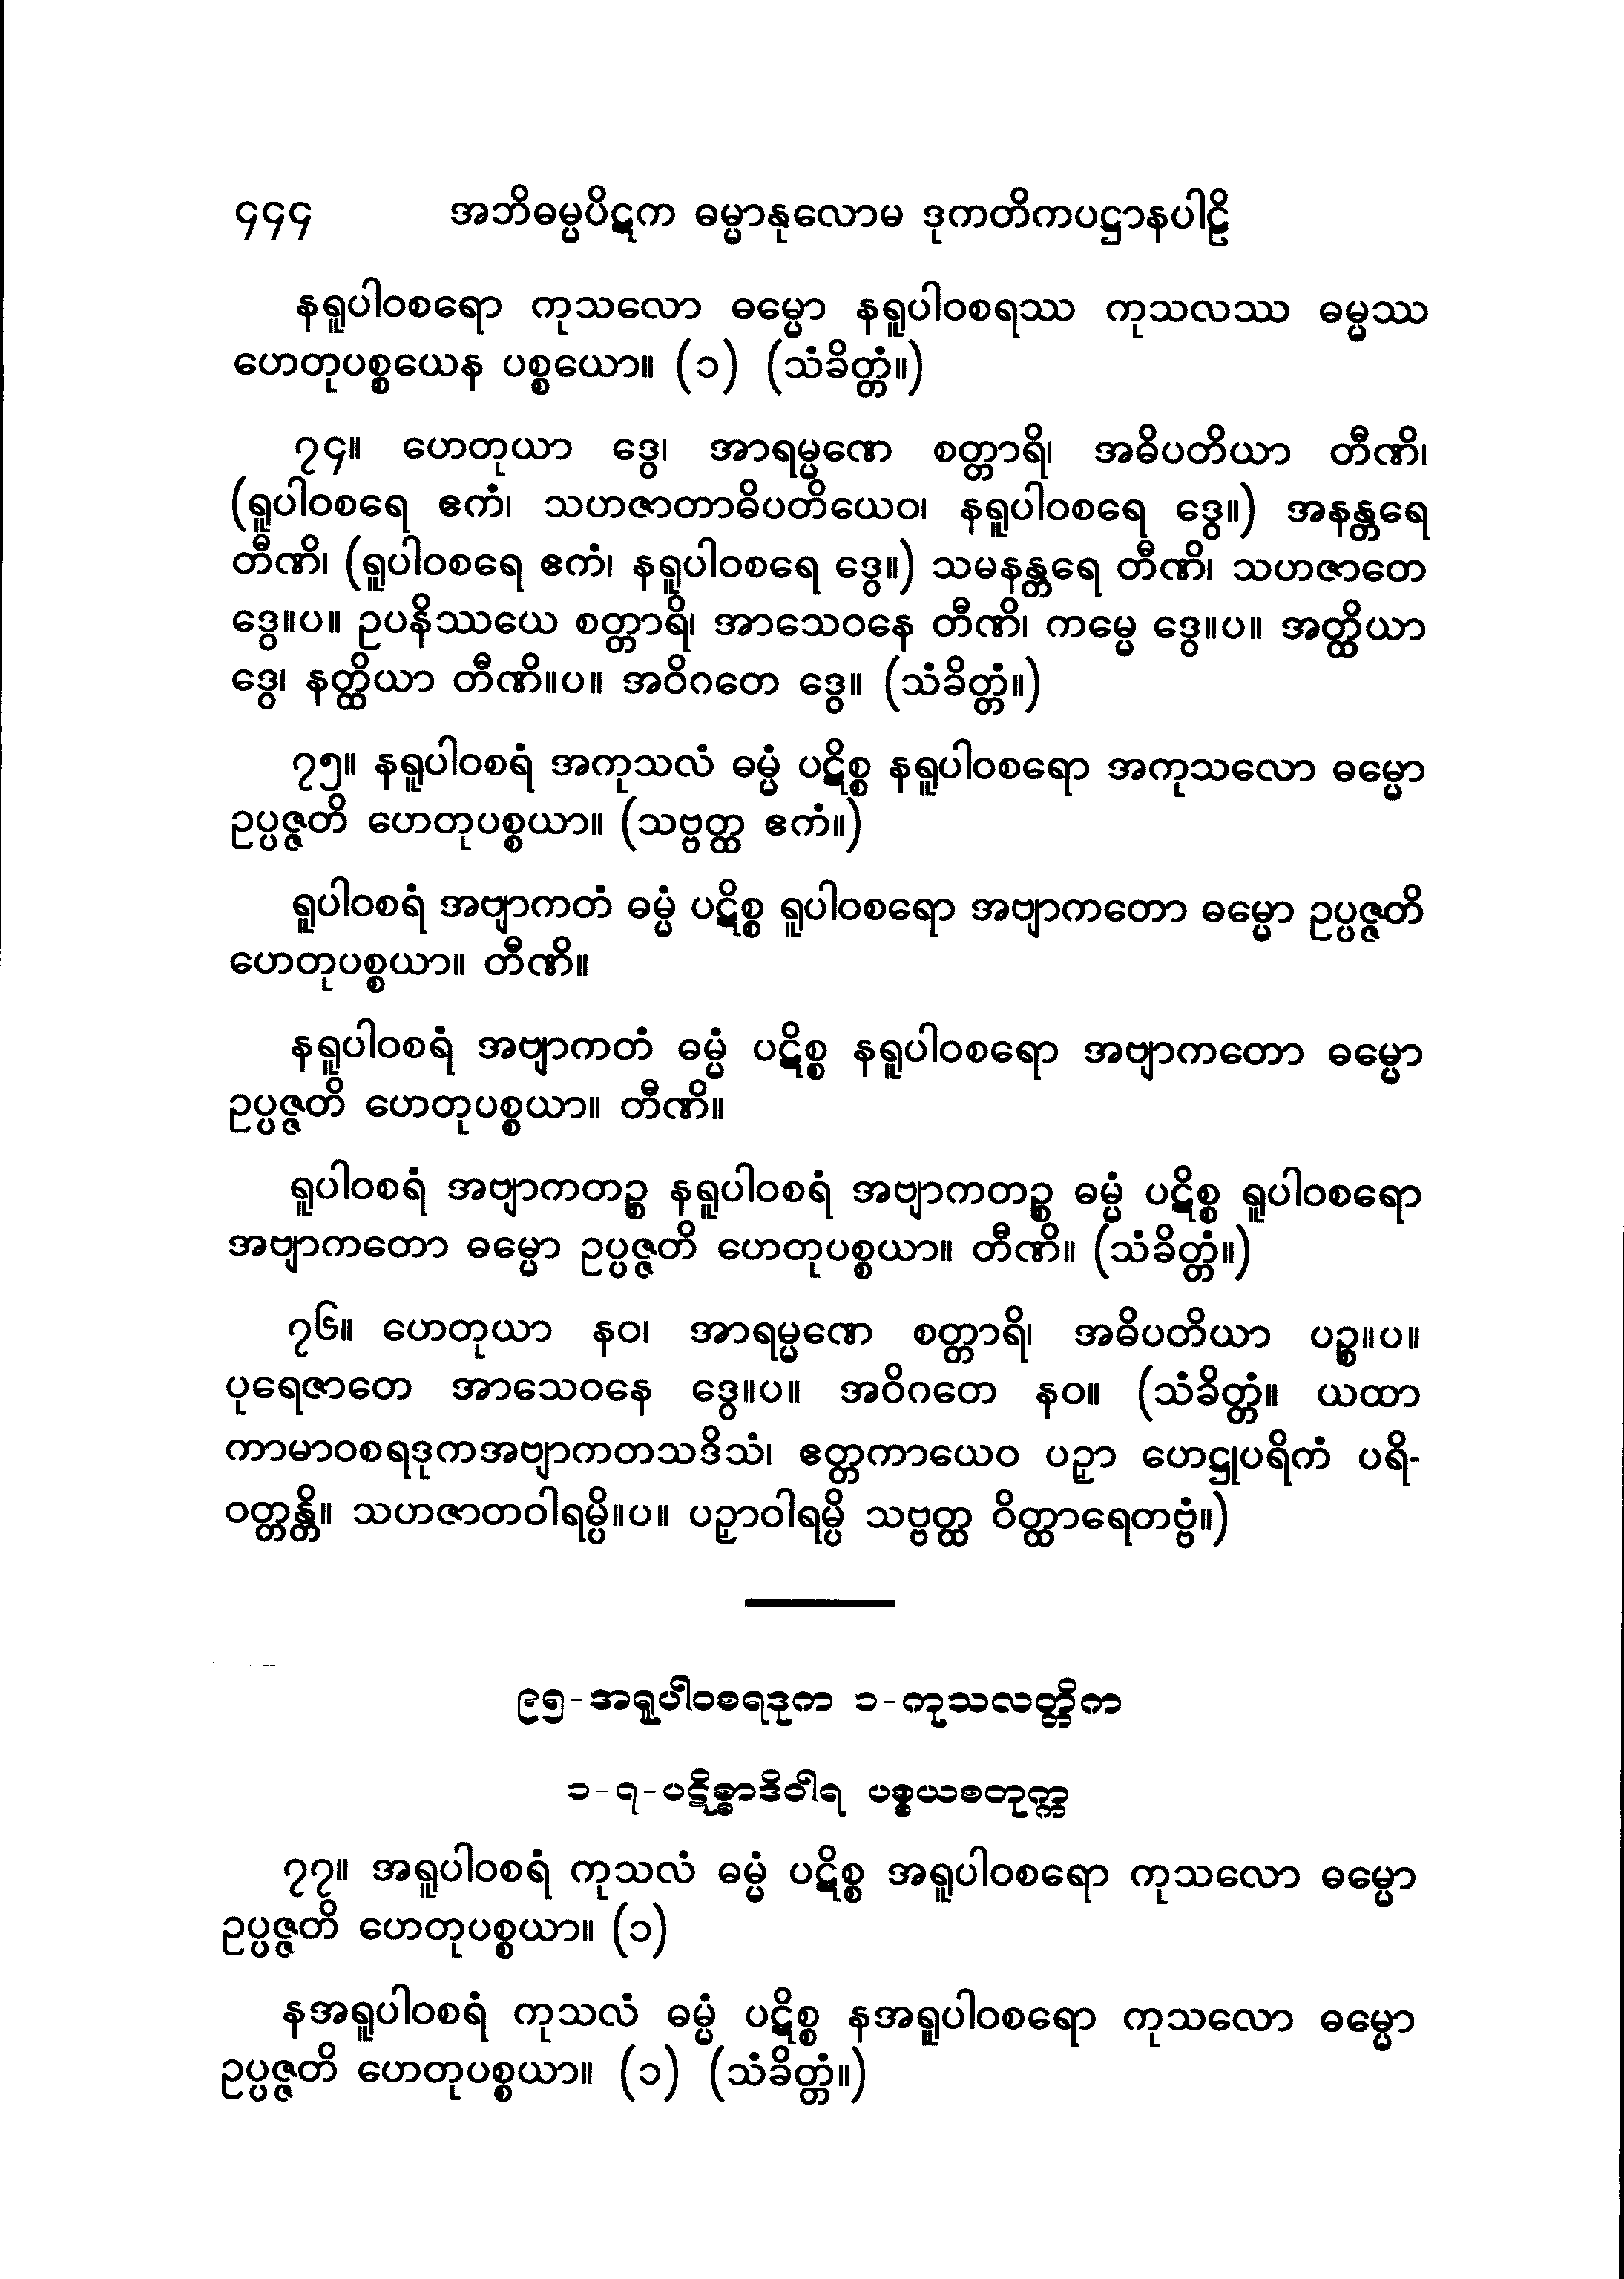 ၄၄၄ အဘိဓမ္မပိဋက ဓမ္မာနုလောမ ဒုကတိကပဋ္ဌာနပါဠိ
နရူပါဝစရော ကုသလော ဓမ္မော နရူပါဝစရဿ ကုသလဿ ဓမ္မဿ
ဟေတုပစ္စယေန ပစ္စယော။ (၁) (သံခိတ္တံ။)
၇၄။ ဟေတုယာ ဒွေ၊ အာရမ္မဏေ စတ္တာရိ၊ အဓိပတိယာ တီဏိ၊
(ရူပါဝစရေ ဧကံ၊ သဟဇာတာဓိပတိယေဝ၊ နရူပါဝစရေ ဒွေ။) အနန္တရေ
တီဏိ၊ (ရူပါဝစရေ ဧကံ၊ နရူပါဝစရေ ဒွေ။) သမနန္တရေ တီဏိ၊ သဟဇာတေ
ဒွေ။ပ။ ဥပနိဿယေ စတ္တာရိ၊ အာသေဝနေ တီဏိ၊ ကမ္မေ ဒွေ။ပ။ အတ္ထိယာ
ဒွေ၊ နတ္ထိယာ တီဏိ။ပ။ အဝိဂတေ ဒွေ။ (သံခိတ္တံ။)
၇၅။ နရူပါဝစရံ အကုသလံ ဓမ္မံ ပဋိစ္စ နရူပါဝစရော အကုသလော ဓမ္မော
ဥပ္ပဇ္ဇတိ ဟေတုပစ္စယာ။ (သဗ္ဗတ္ထ ဧကံ။)
ရူပါဝစရံ အဗျာကတံ ဓမ္မံ ပဋိစ္စ ရူပါဝစရော အဗျာကတော ဓမ္မော ဥပ္ပဇ္ဇတိ
ဟေတုပစ္စယာ။ တီဏိ။
နရူပါဝစရံ အဗျာကတံ ဓမ္မံ ပဋိစ္စ နရူပါဝစရော အဗျာကတော ဓမ္မော
ဥပ္ပဇ္ဇတိ ဟေတုပစ္စယာ။ တီဏိ။
ရူပါဝစရံ အဗျာကတဉ္စ နရူပါဝစရံ အဗျာကတဉ္စ ဓမ္မံ ပဋိစ္စ ရူပါဝစရော
အဗျာကတော ဓမ္မော ဥပ္ပဇ္ဇတိ ဟေတုပစ္စယာ။ တီဏိ။ (သံခိတ္တံ။)
၇၆။ ဟေတုယာ နဝ၊ အာရမ္မဏေ စတ္တာရိ၊ အဓိပတိယာ ပဉ္စ။ပ။
ပုရေဇာတေ အာသေဝနေ ဒွေ။ပ။ အဝိဂတေ နဝ။ (သံခိတ္တံ။ ယထာ
ကာမာဝစရဒုကအဗျာကတသဒိသံ၊ ဧတ္တကာယေဝ ပဉှာ ဟေဋ္ဌုပရိကံ ပရိ-
ဝတ္တန္တိ။ သဟဇာတဝါရမ္ပိ။ပ။ ပဉှာဝါရမ္ပိ သဗ္ဗတ္ထ ဝိတ္ထာရေတဗ္ဗံ။)
၉၅-အရူပါဝစရဒုက ၁-ကုသလတ္တိက
၁-၇-ပဋိစ္စာဒိဝါရ ပစ္စယစတုက္က
၇၇။ အရူပါဝစရံ ကုသလံ ဓမ္မံ ပဋိစ္စ အရူပါဝစရော ကုသလော ဓမ္မော
ဥပ္ပဇ္ဇတိ ဟေတုပစ္စယာ။ (၁)
နအရူပါဝစရံ ကုသလံ ဓမ္မံ ပဋိစ္စ နအရူပါဝစရော ကုသလော ဓမ္မော
ဥပ္ပဇ္ဇတိ ဟေတုပစ္စယာ။ (၁) (သံခိတ္တံ။)